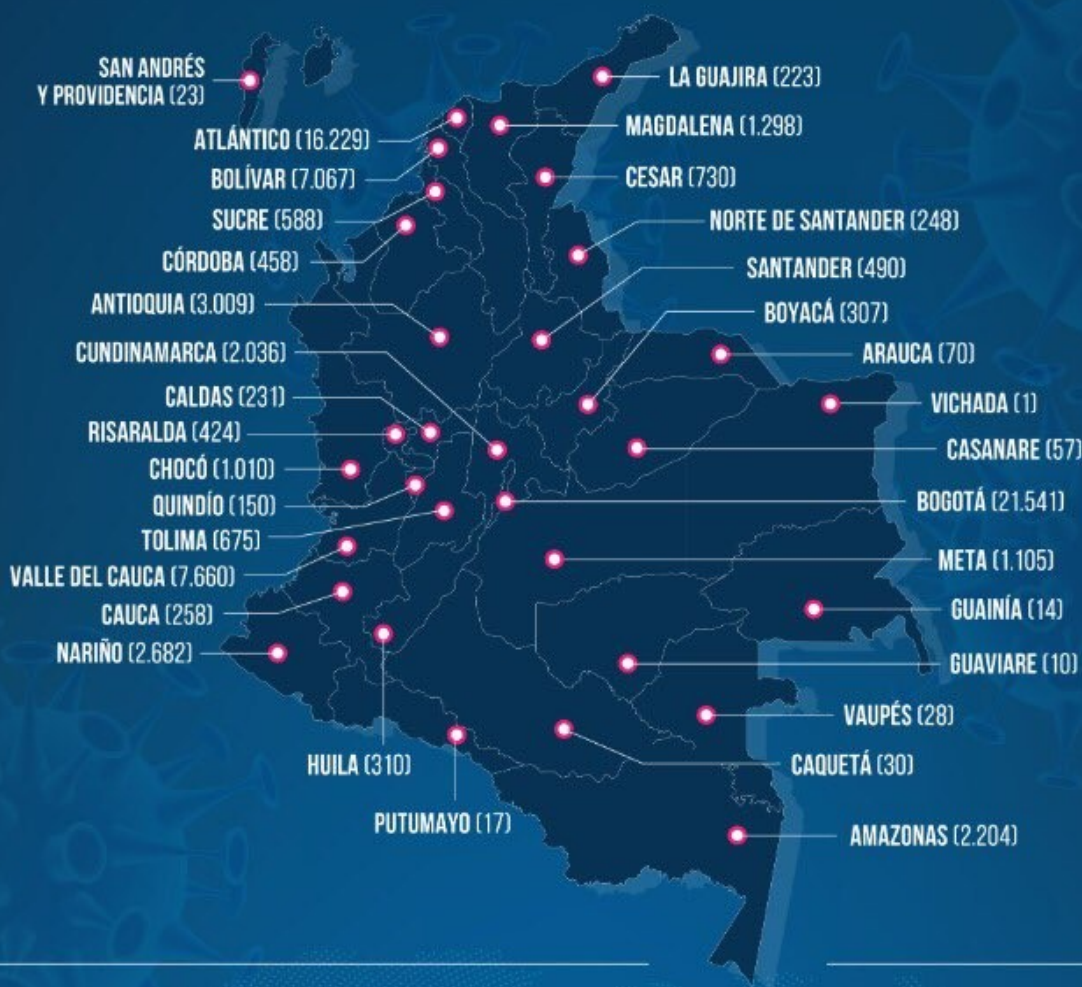 SAN ANDRÉS
Y PROVIDENCIA (23)
ATLÁNTICO (16.229)
BOLÍVAR (7.067)
SUCRE (588)
CÓRDOBA (458)
ANTIOQUIA (3.009)
CUNDINAMARCA (2.036)
CALDAS (231)
RISARALDA (424)
CHOCÓ (1.010)
QUINDÍO (150)
TOLIMA (675)
VALLE DEL CAUCA (7.660)
CAUCA (258)
NARIÑO (2.682)
HUILA (310)
PUTUMAYO (17)
LA GUAJIRA (223)
MAGDALENA (1.298)
CESAR (730)
NORTE DE SANTANDER (248)
SANTANDER (490)
BOYACÁ (307)
ARAUCA (70)
VICHADA (1)
CASANARE (57)
BOGOTÁ (21.541)
META (1.105)
GUAINÍA (14)
GUAVIARE (10)
VAUPÉS (28)
CAQUETÁ (30)
AMAZONAS (2.204)